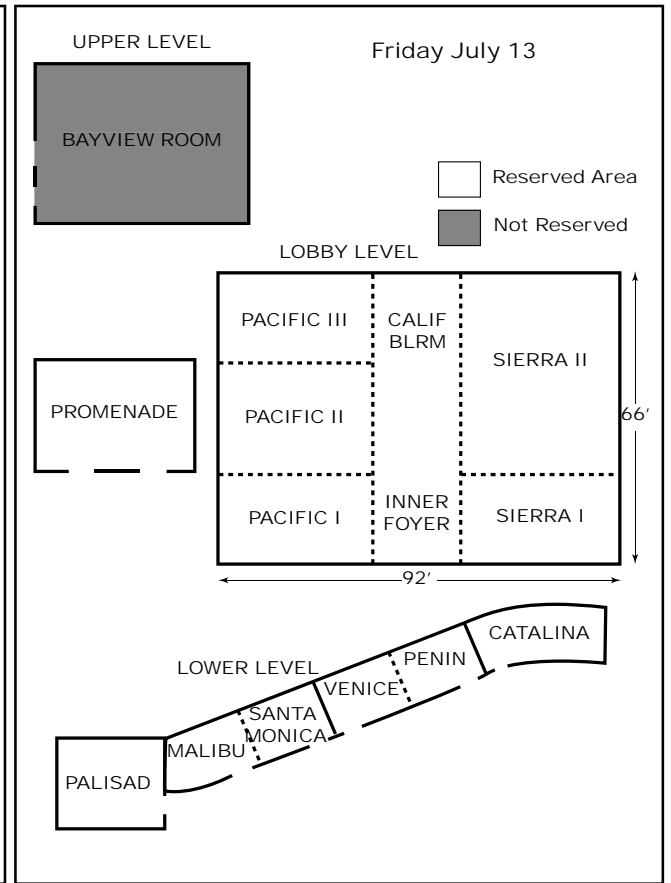 UPPER LEVEL
Friday July 13
BAYVIEW ROOM
Reserved Area
Not Reserved
LOBBY LEVEL
PACIFIC III
CALIF
BLRM
SIERRA II
PROMENADE
PACIFIC II
66'
PACIFIC I
INNER
FOYER
SIERRA I
92'
CATALINA
PENIN
LOWER LEVEL
VENICE
SANTA
MONICA
MALIBU
PALISAD